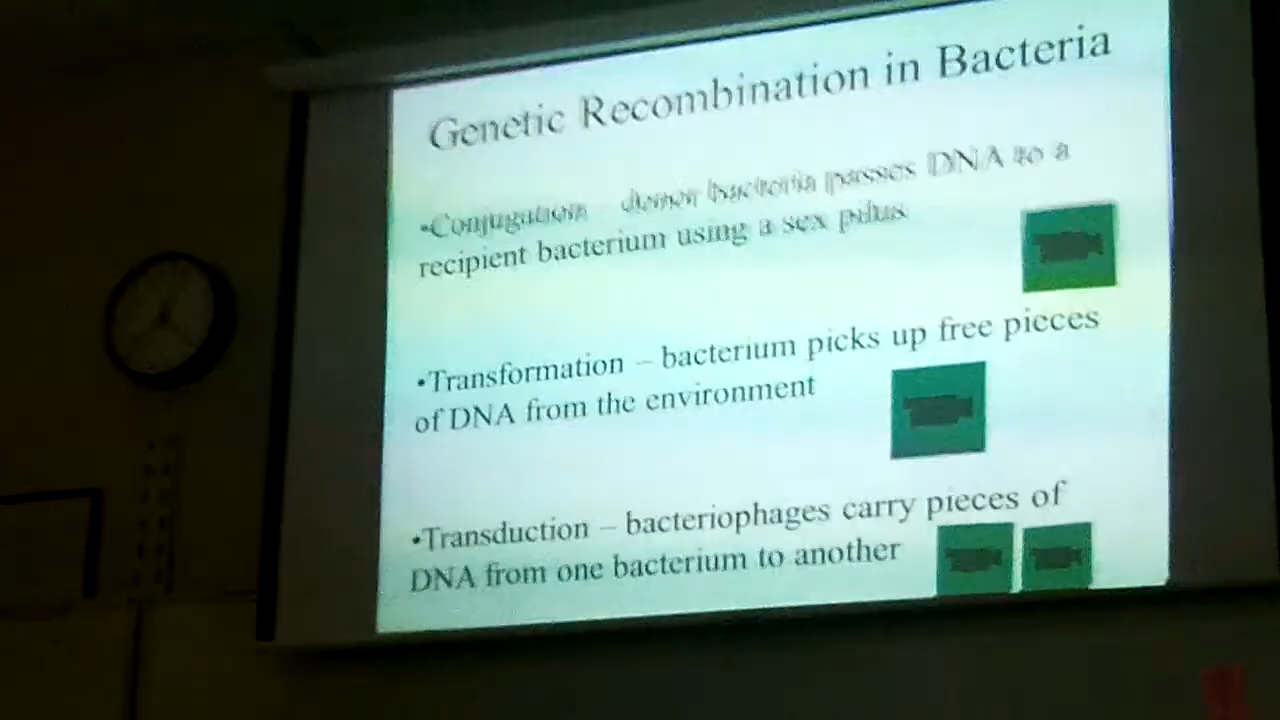 Genetic Recombination in Bacteria
•Conjugation – donor bacteria passes DNA to a
recipient bacterium using a sex pilus
•Transformation – bacterium picks up free pieces
of DNA from the environment
•Transduction – bacteriophages carry pieces of
DNA from one bacterium to another